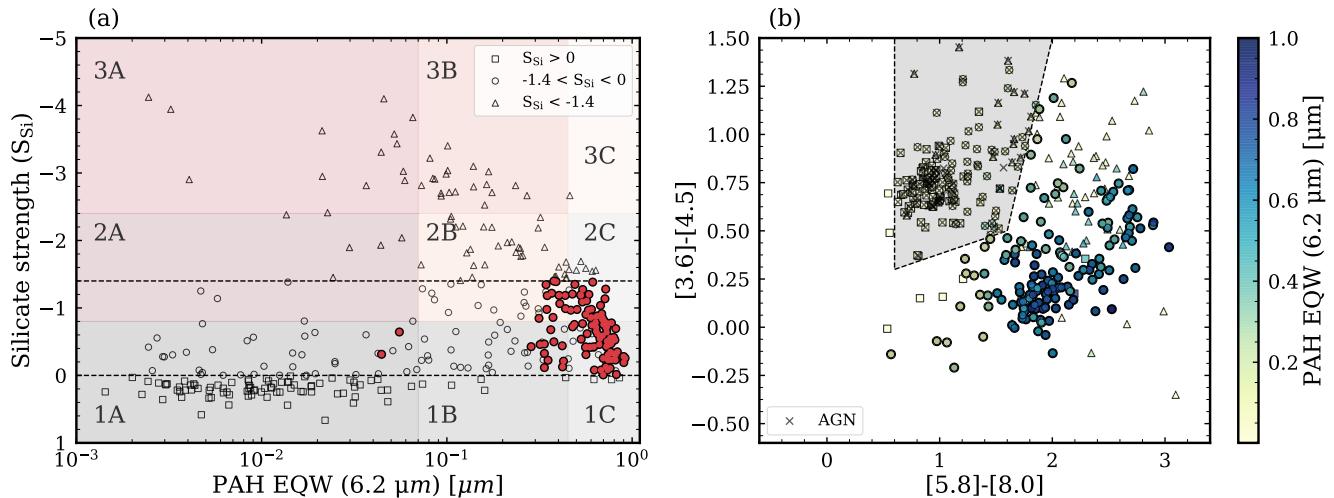 (a)
(b)
Silicate strength (S_Si)
−5
−4
−3
−2
−1
0
1
3A
3B
3C
2A
2B
2C
1A
1B
1C
S_Si > 0
-1.4 < S_Si < 0
S_Si < -1.4
10^−3
10^−2
10^−1
10^0
PAH EQW (6.2 μm) [μm]
[3.6]-[4.5]
1.50
1.25
1.00
0.75
0.50
0.25
0.00
−0.25
−0.50
AGN
0
1
2
3
[5.8]-[8.0]
1.0
0.8
0.6
0.4
0.2
PAH EQW (6.2 μm) [μm]